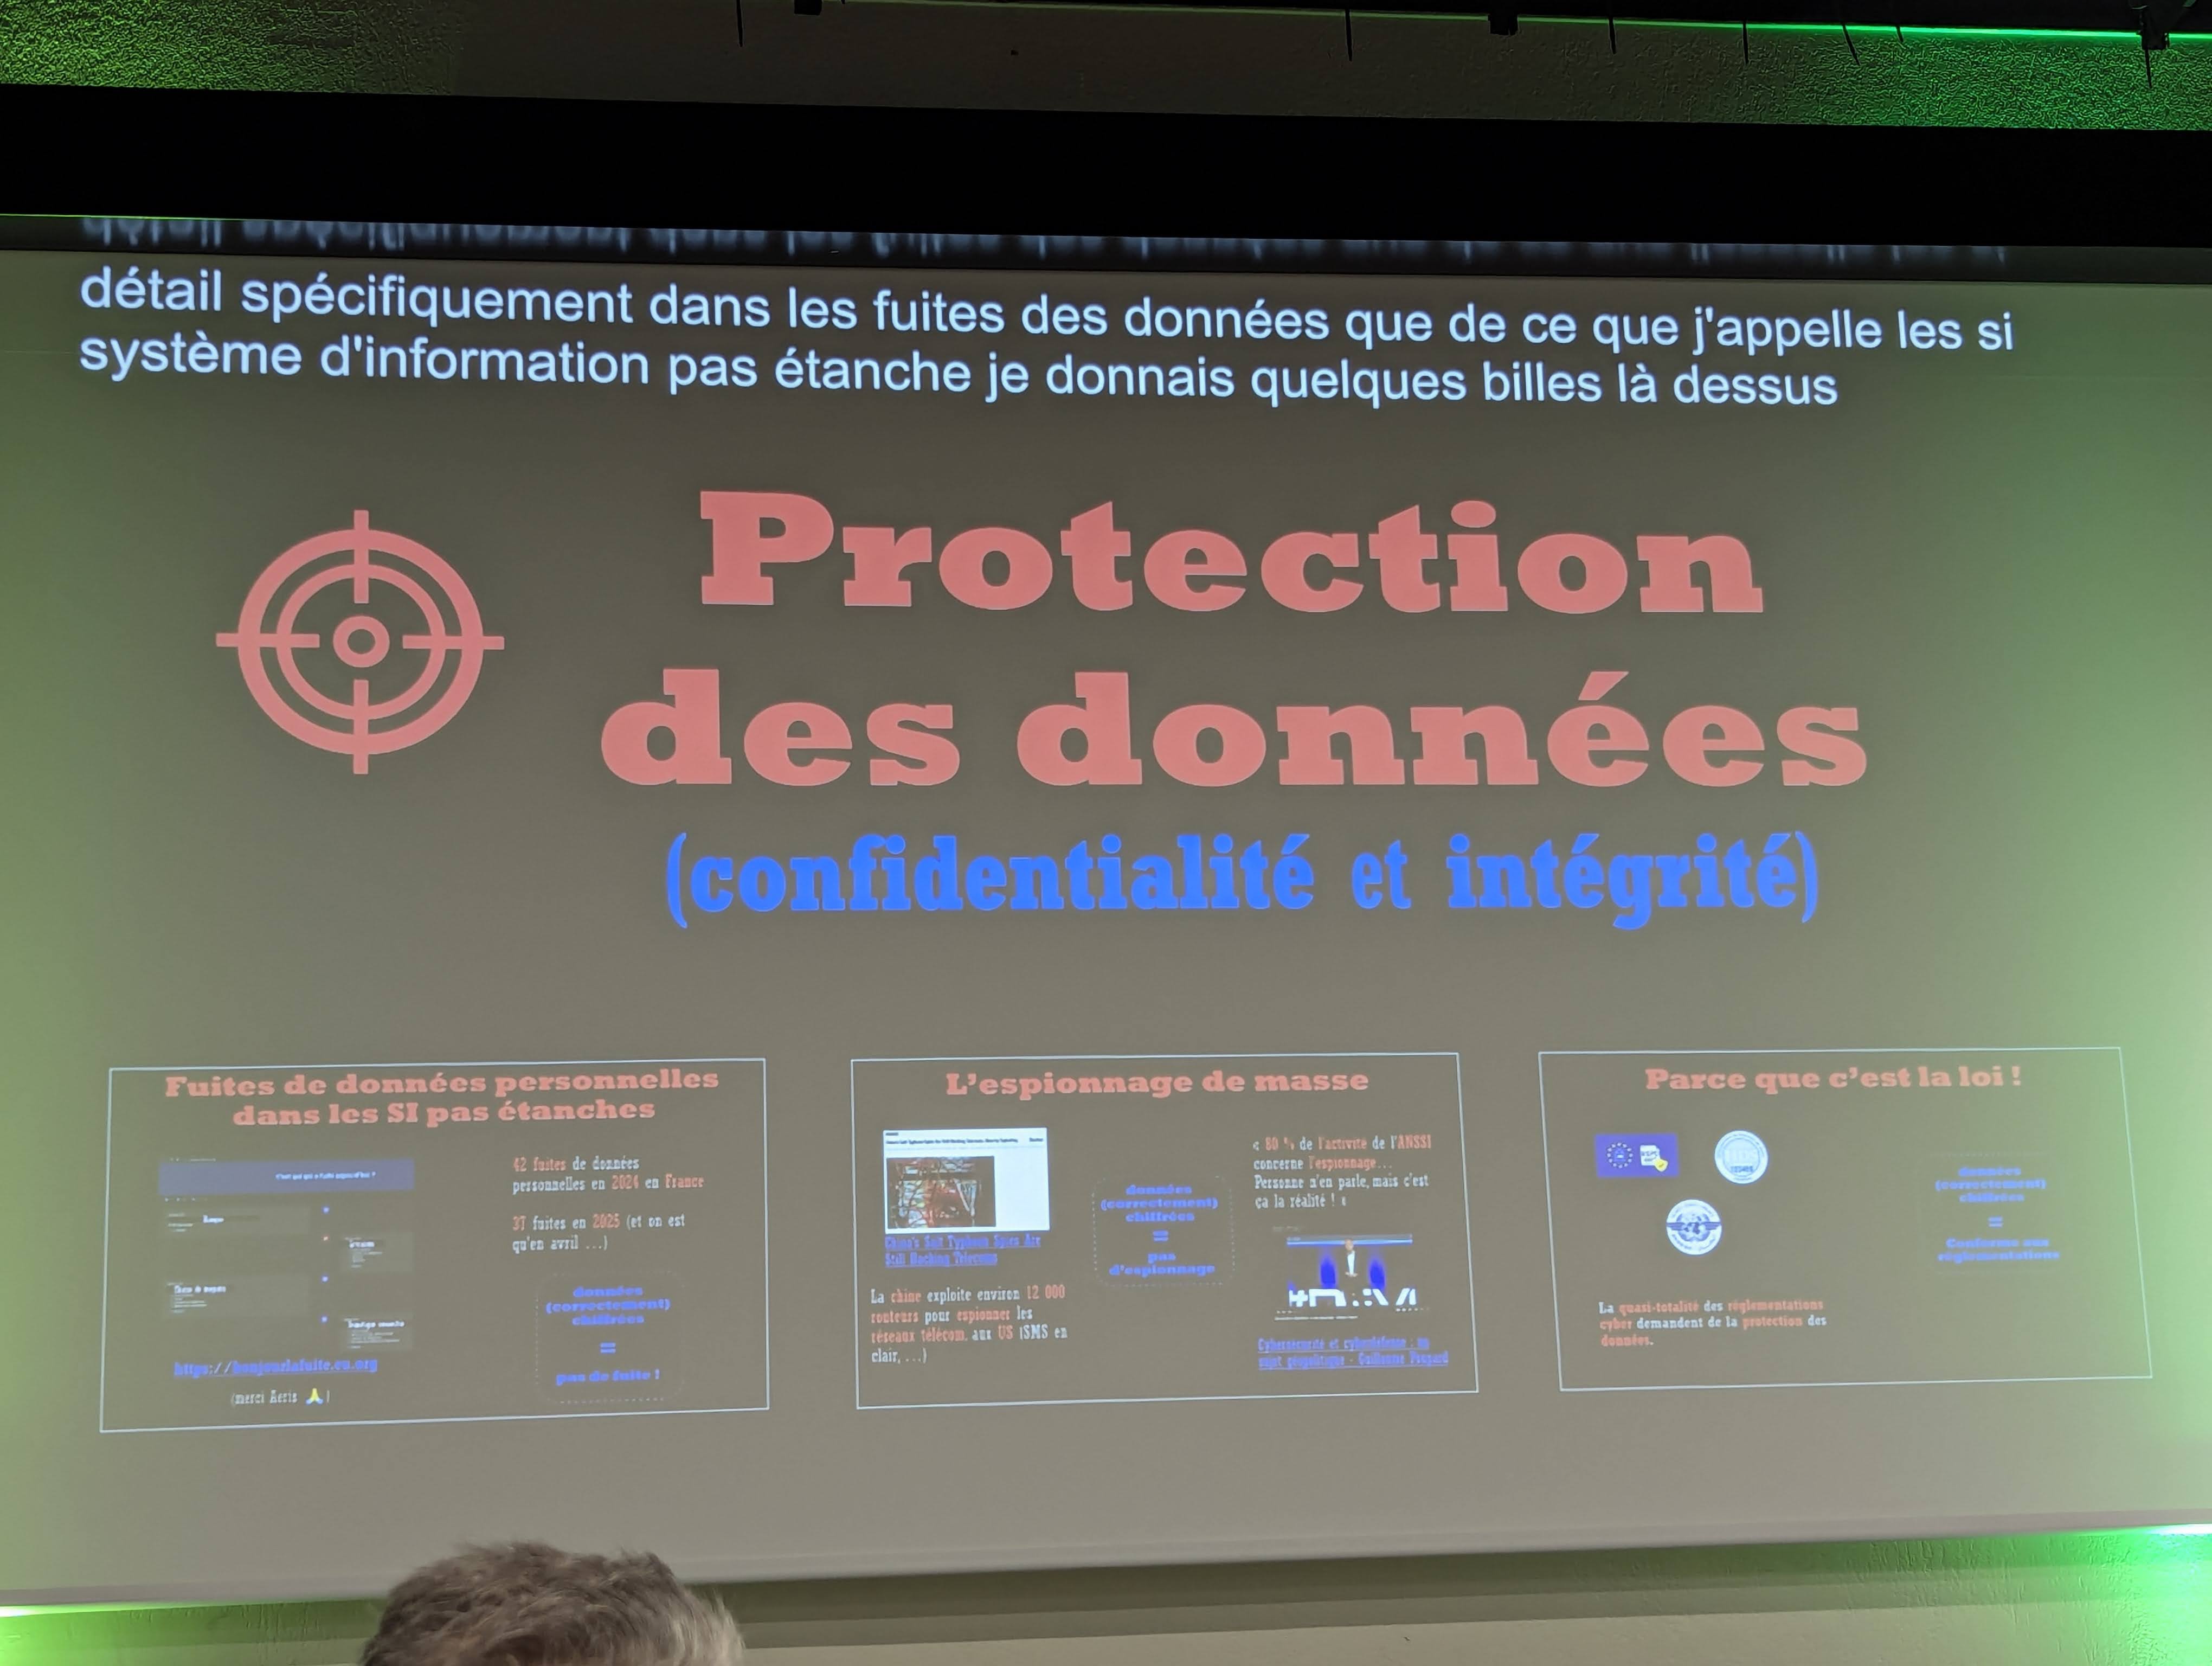 détail spécifiquement dans les fuites des données que de ce que j'appelle les si
système d'information pas étanche je donnais quelques billes là dessus
Protection
des données
(confidentialité et intégrité)
Fuites de données personnelles
dans les SI pas étanches
42 fuites de données
personnelles en 2024 en France
37 fuites en 2025 (et on est
qu'en avril ...)
données
(correctement)
chiffrées
=
pas de fuite !
https://bonjourlafuite.eu.org
(merci Aeris 🙏)
L'espionnage de masse
China's Salt Typhoon Spies Are
Still Hacking Telecoms
La chine exploite environ 12 000
routeurs pour espionner les
réseaux télécom. aux US (SMS en
clair, ...)
données
(correctement)
chiffrées
=
pas
d'espionnage
« 80 % de l'activité de l'ANSSI
concerne l'espionnage...
Personne n'en parle, mais c'est
ça la réalité ! »
Cybersécurité et cyberdéfense : un
sujet géopolitique - Guillaume Poupard
Parce que c'est la loi !
données
(correctement)
chiffrées
=
Conforme aux
réglementations
La quasi-totalité des réglementations
cyber demandent de la protection des
données.